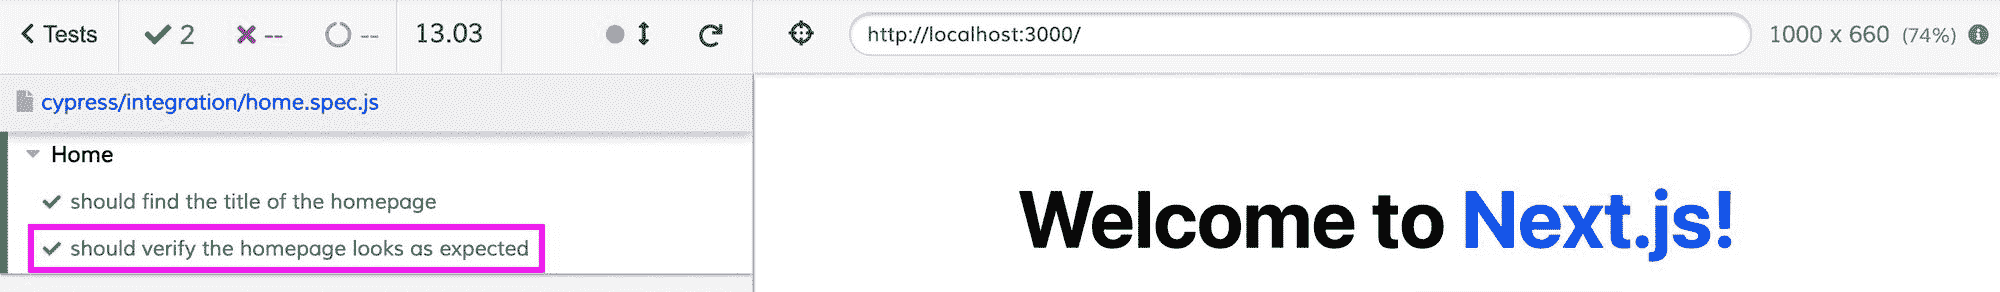 Tests 2 -- -- 13.03 http://localhost:3000/ 1000 x 660 (74%)
cypress/integration/home.spec.js
Home
should find the title of the homepage
should verify the homepage looks as expected
Welcome to Next.js!